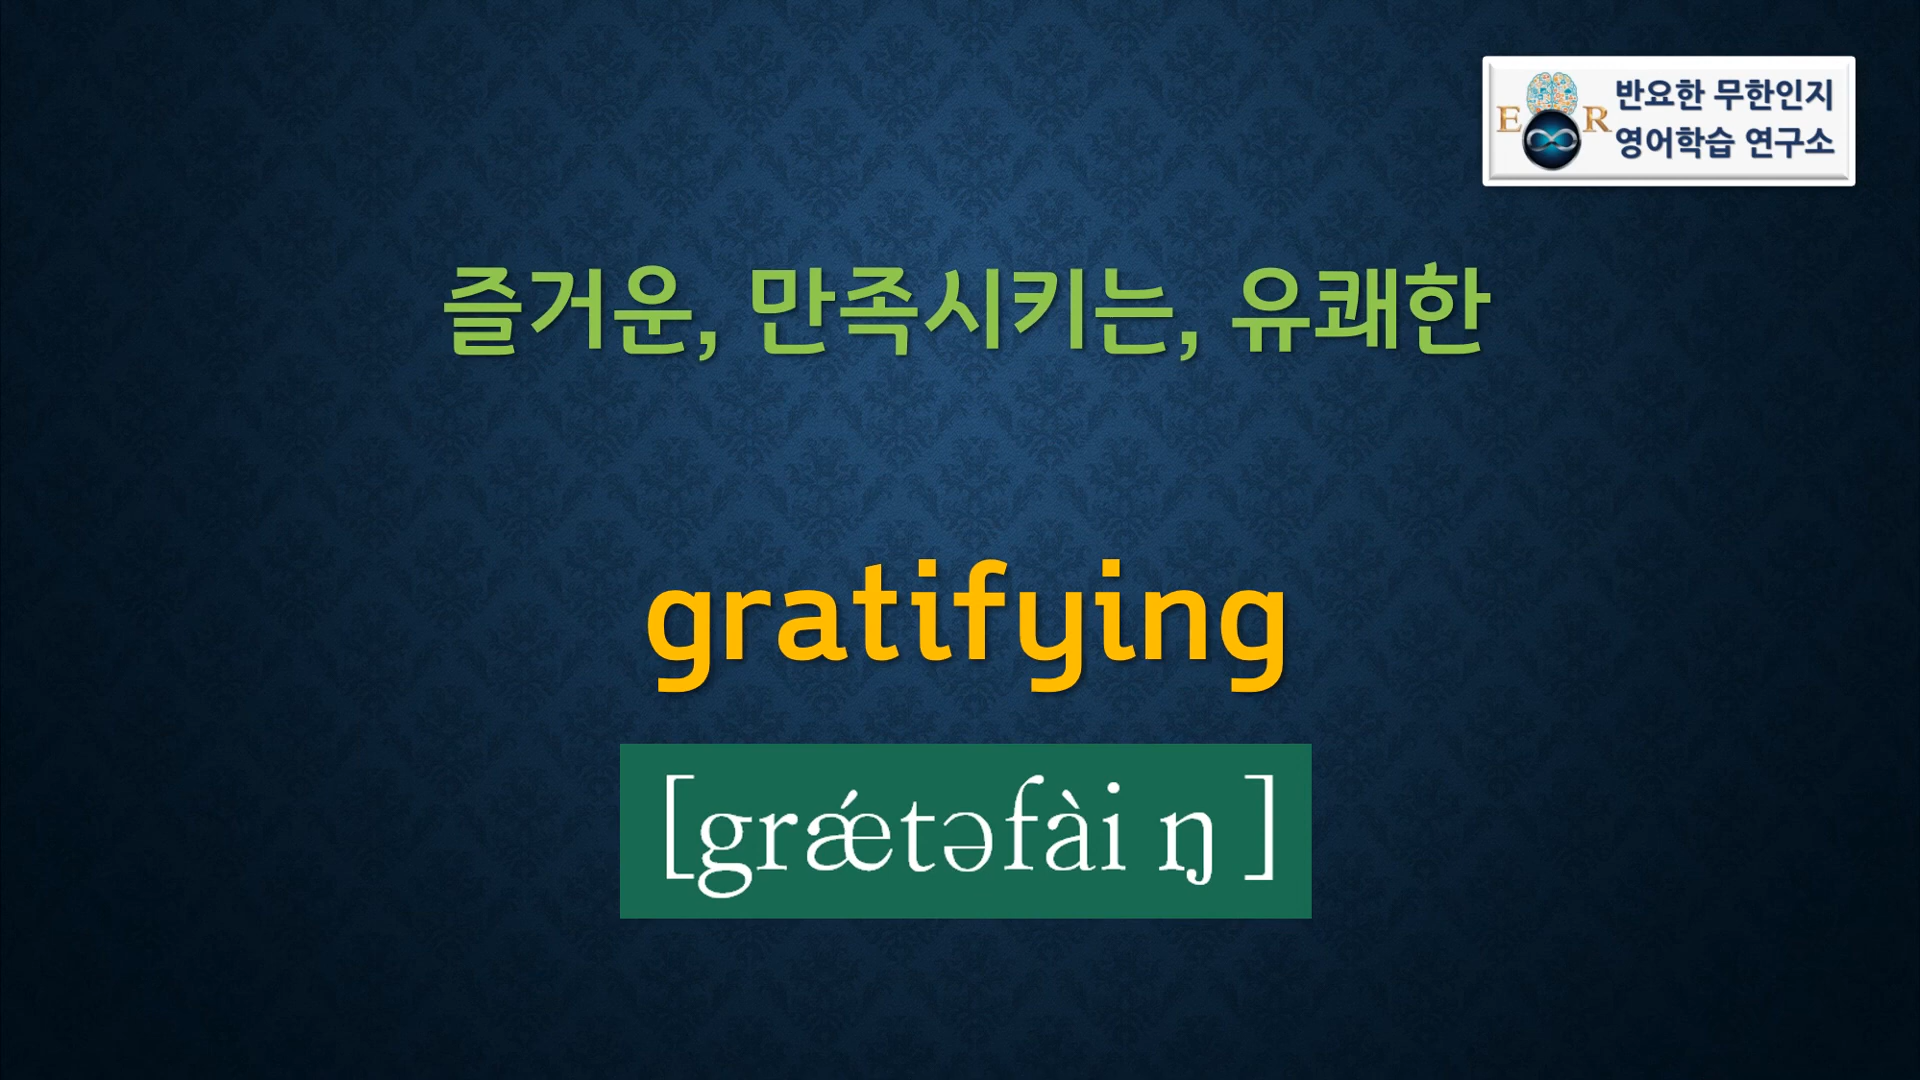 E R 반요한 무한인지
영어학습 연구소
즐거운, 만족시키는, 유쾌한
gratifying
[grǽtəfài ŋ ]